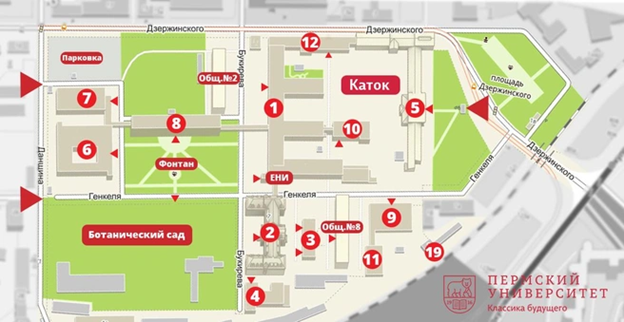 Дзержинского
Дзержинского
Парковка
Букирева
12
Общ.№2
площадь
Дзержинского
7
1
Каток
5
8
10
6
Данщина
Фонтан
Дзержинского
Генкеля
ЕНИ
Генкеля
Генкеля
9
Ботанический сад
2
3
Общ.№8
19
11
Букирева
4
ПЕРМСКИЙ
УНИВЕРСИТЕТ
Классика будущего